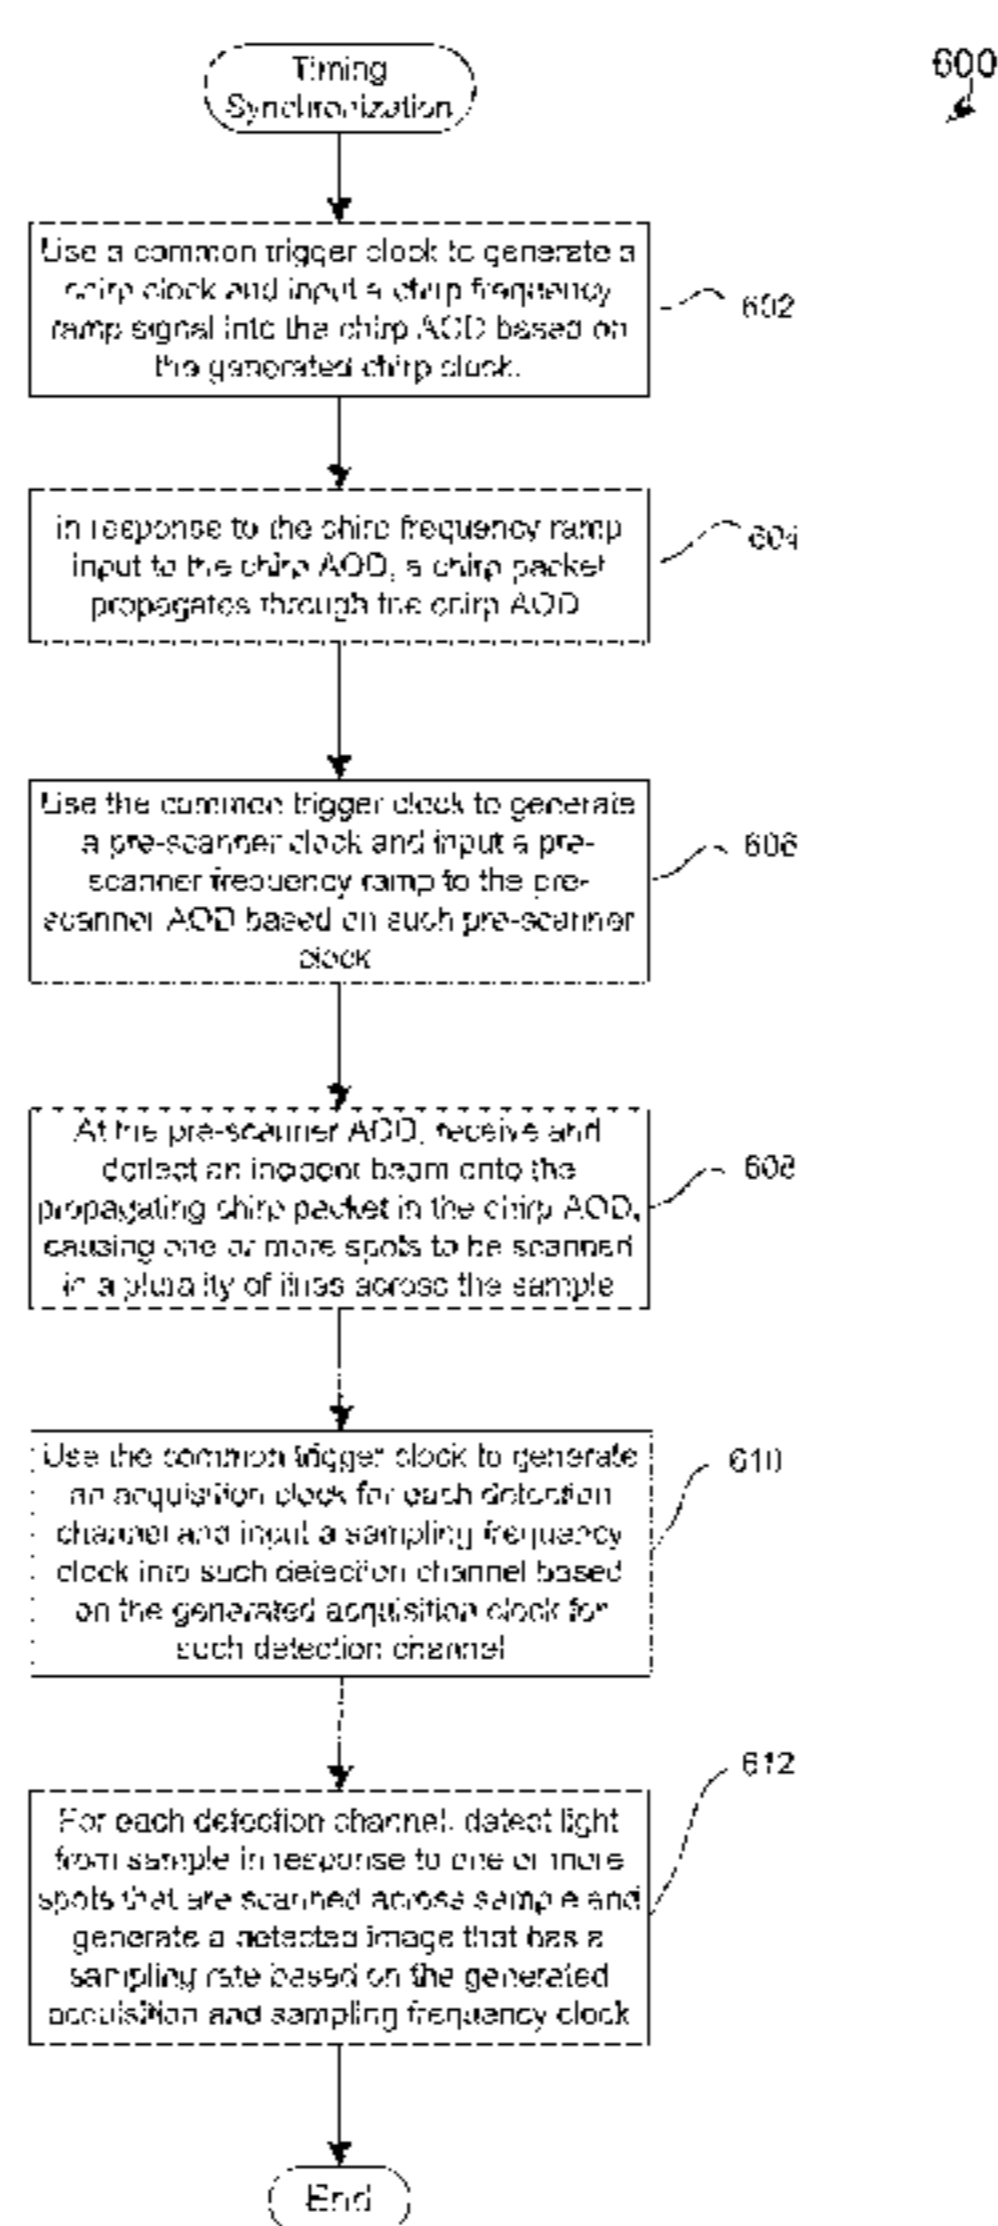 600
Timing
Synchronization
Use a common trigger clock to generate a
chirp clock and input a chirp frequency
ramp signal into the chirp AOD based on
the generated chirp clock.
602
in response to the chirp frequency ramp
input to the chirp AOD, a chirp packet
propagates through the chirp AOD
604
Use the common trigger clock to generate
a pre-scanner clock and input a pre-
scanner frequency ramp to the pre-
scanner AOD based on such pre-scanner
clock
606
At the pre-scanner AOD, receive and
deflect an incident beam onto the
propagating chirp packet in the chirp AOD,
causing one or more spots to be scanned
in a plurality of lines across the sample
608
Use the common trigger clock to generate
an acquisition clock for each detection
channel and input a sampling frequency
clock into such detection channel based
on the generated acquisition clock for
such detection channel
610
For each detection channel, detect light
from sample in response to one or more
spots that are scanned across sample and
generate a detected image that has a
sampling rate based on the generated
acquisition and sampling frequency clock
612
End